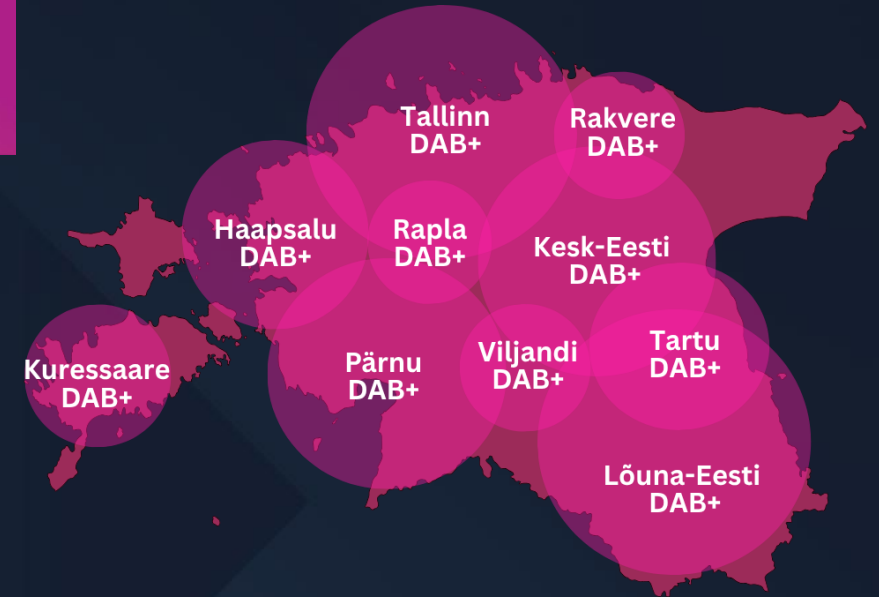 Tallinn
DAB+
Rakvere
DAB+
Haapsalu
DAB+
Rapla
DAB+
Kesk-Eesti
DAB+
Kuressaare
DAB+
Pärnu
DAB+
Viljandi
DAB+
Tartu
DAB+
Lõuna-Eesti
DAB+